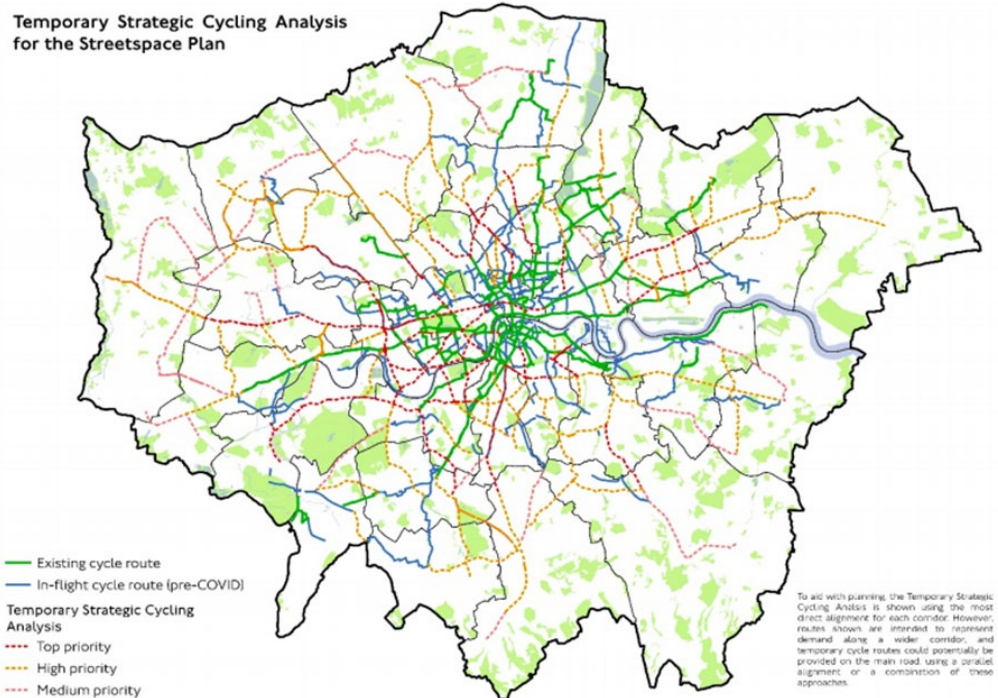 Temporary Strategic Cycling Analysis
for the Streetspace Plan
Existing cycle route
In-flight cycle route (pre-COVID)
Temporary Strategic Cycling
Analysis
Top priority
High priority
Medium priority
To aid with planning, the Temporary Strategic
Cycling Analsis is shown using the most
direct alignment for each corridor. However,
routes shown are intended to represent
demand along a wider corridor, and
temporary cycle routes could potentially be
provided on the main road, using a parallel
alignment or a combination of these
approaches.